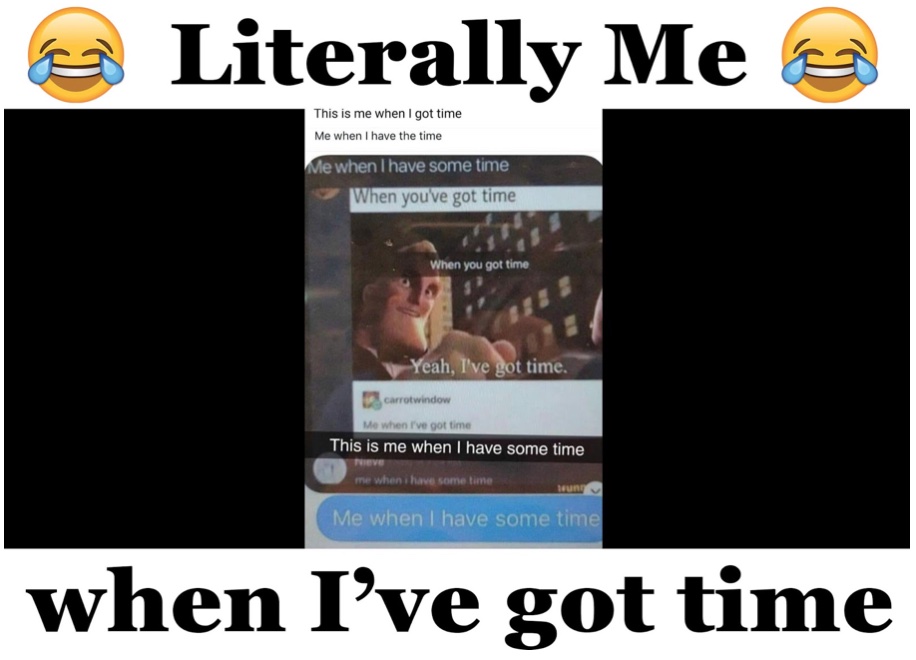 Literally Me
This is me when I got time
Me when I have the time
Me when I have some time
When you've got time
When you got time
Yeah, I've got time.
carrotwindow
Me when I've got time
This is me when I have some time
Nieve
me when i have some time
Me when I have some time
when I’ve got time